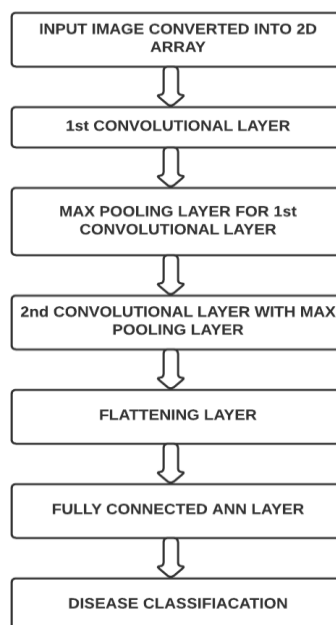 INPUT IMAGE CONVERTED INTO 2D
ARRAY
1st CONVOLUTIONAL LAYER
MAX POOLING LAYER FOR 1st
CONVOLUTIONAL LAYER
2nd CONVOLUTIONAL LAYER WITH MAX
POOLING LAYER
FLATTENING LAYER
FULLY CONNECTED ANN LAYER
DISEASE CLASSIFIACATION